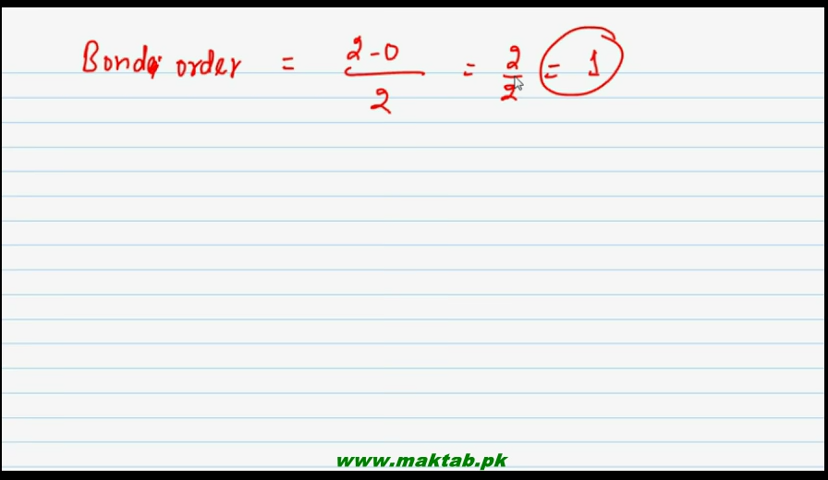 Bond order = 2-0/2 = 2/2 = 1
www.maktab.pk